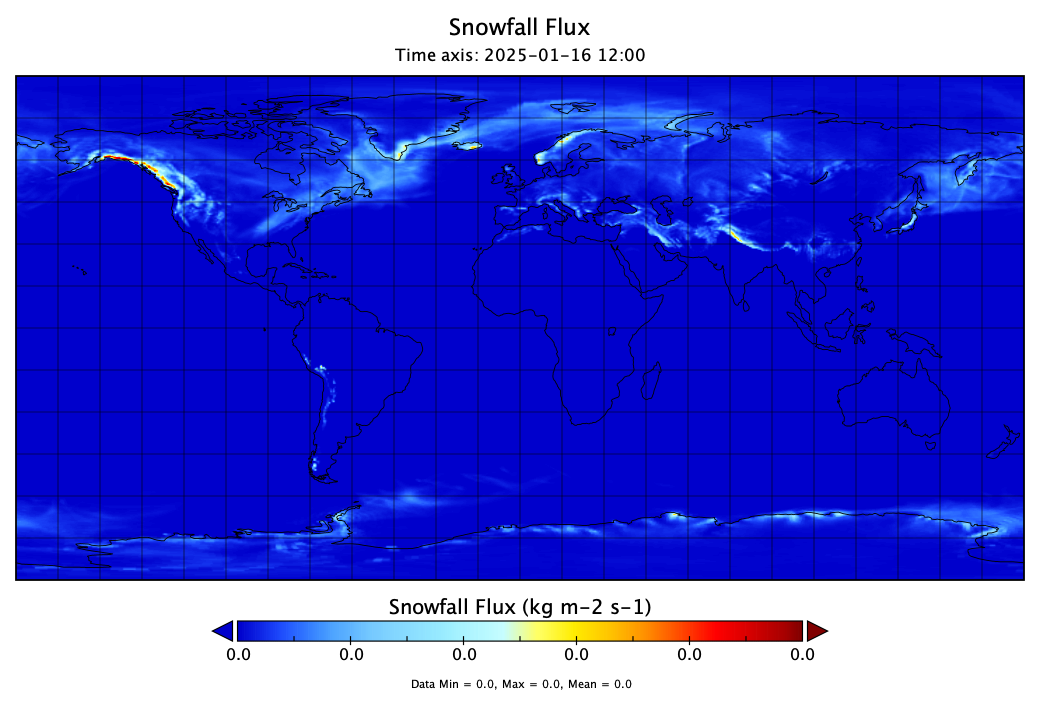 Snowfall Flux
Time axis: 2025-01-16 12:00
Snowfall Flux (kg m-2 s-1)
0.0 0.0 0.0 0.0 0.0 0.0
Data Min = 0.0, Max = 0.0, Mean = 0.0